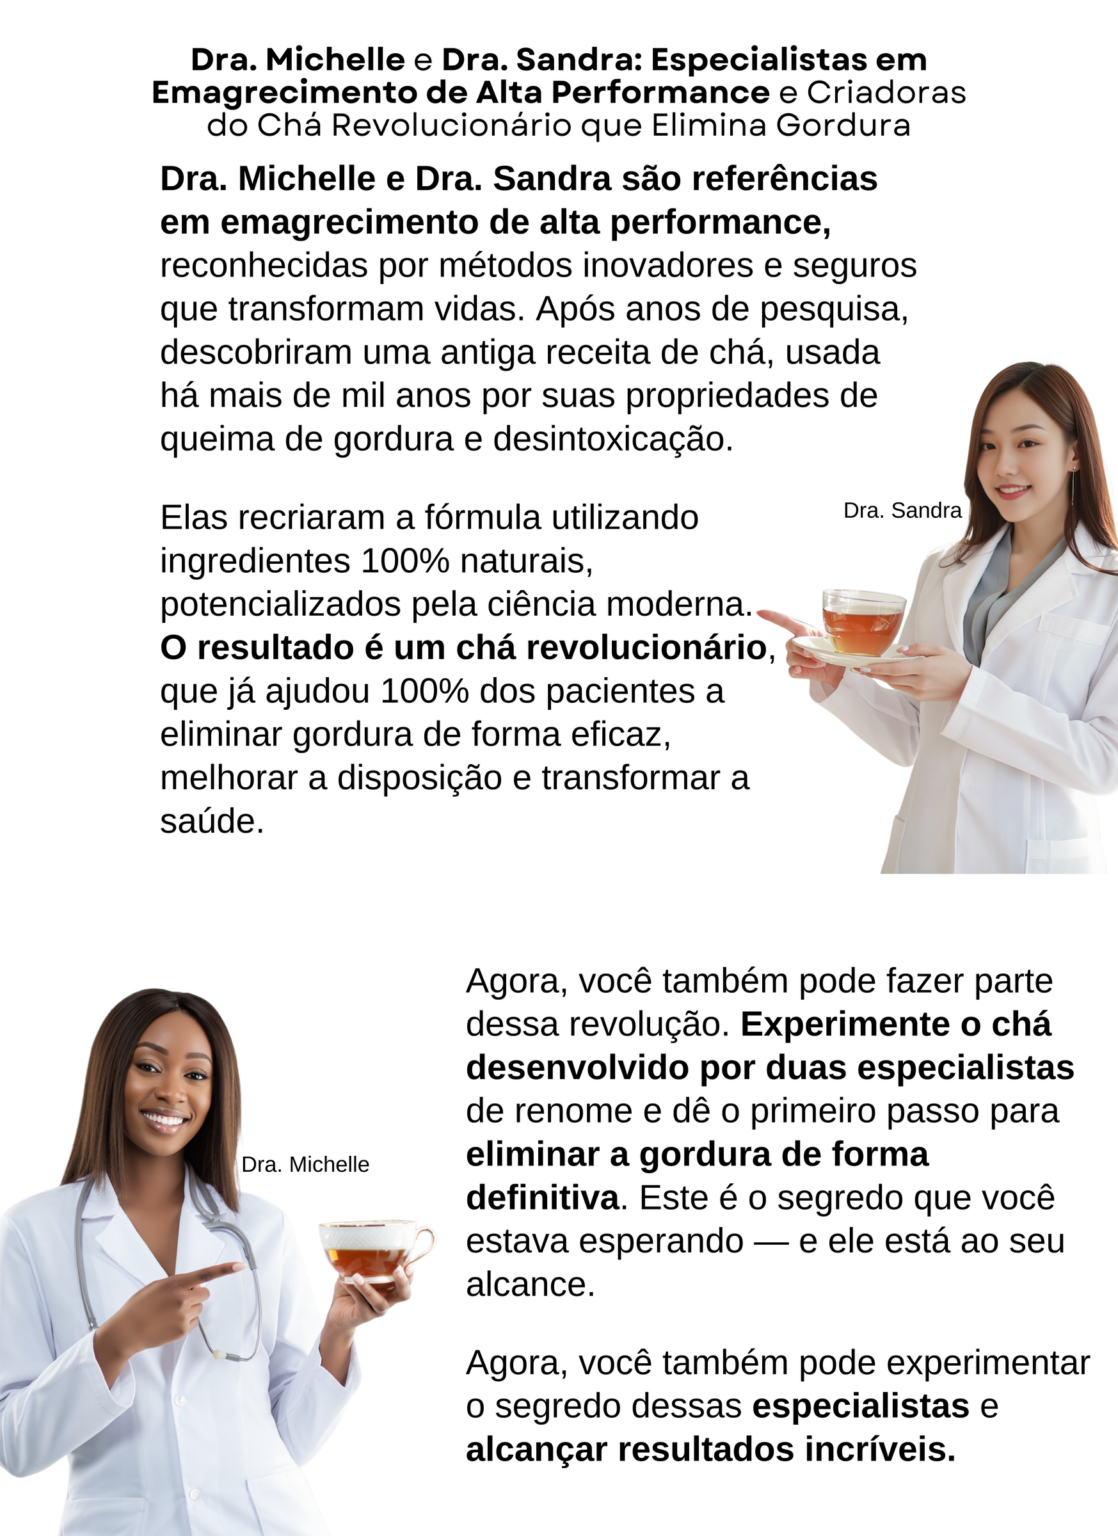 Dra. Michelle e Dra. Sandra: Especialistas em
Emagrecimento de Alta Performance e Criadoras
do Chá Revolucionário que Elimina Gordura
Dra. Michelle e Dra. Sandra são referências
em emagrecimento de alta performance,
reconhecidas por métodos inovadores e seguros
que transformam vidas. Após anos de pesquisa,
descobriram uma antiga receita de chá, usada
há mais de mil anos por suas propriedades de
queima de gordura e desintoxicação.
Dra. Sandra
Elas recriaram a fórmula utilizando
ingredientes 100% naturais,
potencializados pela ciência moderna.
O resultado é um chá revolucionário,
que já ajudou 100% dos pacientes a
eliminar gordura de forma eficaz,
melhorar a disposição e transformar a
saúde.
Agora, você também pode fazer parte
dessa revolução. Experimente o chá
desenvolvido por duas especialistas
de renome e dê o primeiro passo para
eliminar a gordura de forma
definitiva. Este é o segredo que você
estava esperando — e ele está ao seu
alcance.
Dra. Michelle
Agora, você também pode experimentar
o segredo dessas especialistas e
alcançar resultados incríveis.